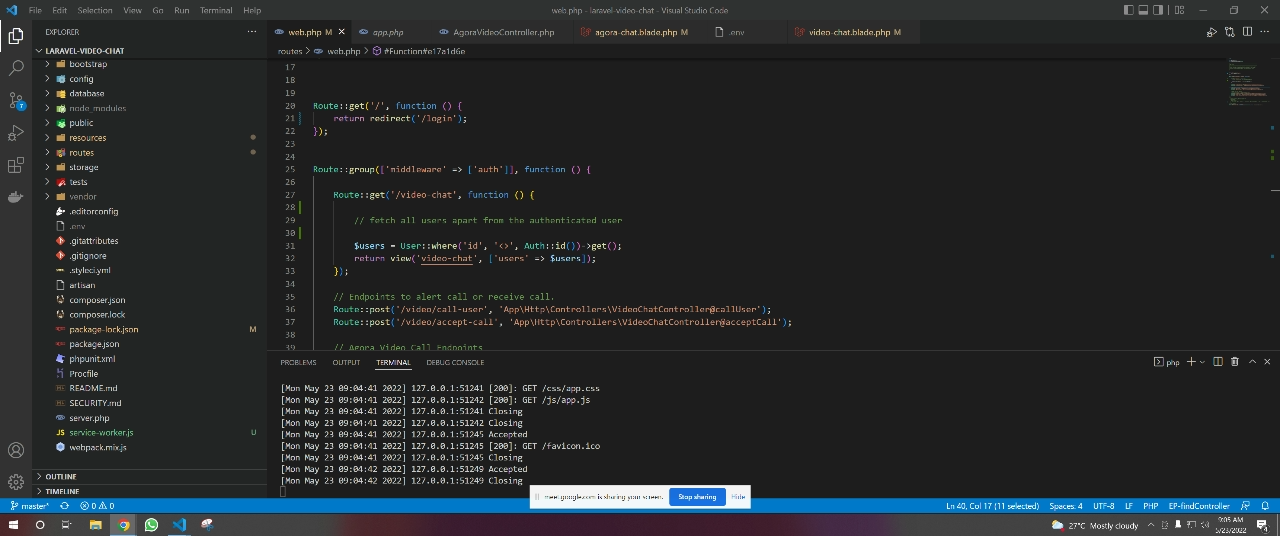 File Edit Selection View Go Run Terminal Help
web.php - laravel-video-chat - Visual Studio Code
EXPLORER
web.php M
app.php
AgoraVideoController.php
agora-chat.blade.php M
.env
video-chat.blade.php M
LARAVEL-VIDEO-CHAT
routes > web.php > #Function#e17a1d6e
bootstrap
config
database
node_modules
public
resources
routes
storage
tests
vendor
.editorconfig
.env
.gitattributes
.gitignore
.styleci.yml
artisan
composer.json
composer.lock
package-lock.json M
package.json
phpunit.xml
Procfile
README.md
SECURITY.md
server.php
JS service-worker.js U
webpack.mix.js
OUTLINE
TIMELINE
17
18
19
20 Route::get('/', function () {
21 return redirect('/login');
22 });
23
24
25 Route::group(['middleware' => ['auth']], function () {
26
27 Route::get('/video-chat', function () {
28
29 // fetch all users apart from the authenticated user
30
31 $users = User::where('id', '<>', Auth::id())->get();
32 return view('video-chat', ['users' => $users]);
33 });
34
35 // Endpoints to alert call or receive call.
36 Route::post('/video/call-user', 'App\Http\Controllers\VideoChatController@callUser');
37 Route::post('/video/accept-call', 'App\Http\Controllers\VideoChatController@acceptCall');
38
39 // Agora Video Call Endpoints
PROBLEMS OUTPUT TERMINAL DEBUG CONSOLE
php
[Mon May 23 09:04:41 2022] 127.0.0.1:51241 [200]: GET /css/app.css
[Mon May 23 09:04:41 2022] 127.0.0.1:51242 [200]: GET /js/app.js
[Mon May 23 09:04:41 2022] 127.0.0.1:51241 Closing
[Mon May 23 09:04:41 2022] 127.0.0.1:51242 Closing
[Mon May 23 09:04:41 2022] 127.0.0.1:51245 Accepted
[Mon May 23 09:04:41 2022] 127.0.0.1:51245 [200]: GET /favicon.ico
[Mon May 23 09:04:41 2022] 127.0.0.1:51245 Closing
[Mon May 23 09:04:42 2022] 127.0.0.1:51249 Accepted
[Mon May 23 09:04:42 2022] 127.0.0.1:51249 Closing
meet.google.com is sharing your screen. Stop sharing Hide
master* 0 0
Ln 40, Col 17 (11 selected) Spaces: 4 UTF-8 LF PHP EP-findController
27°C Mostly cloudy
9:05 AM
5/23/2022